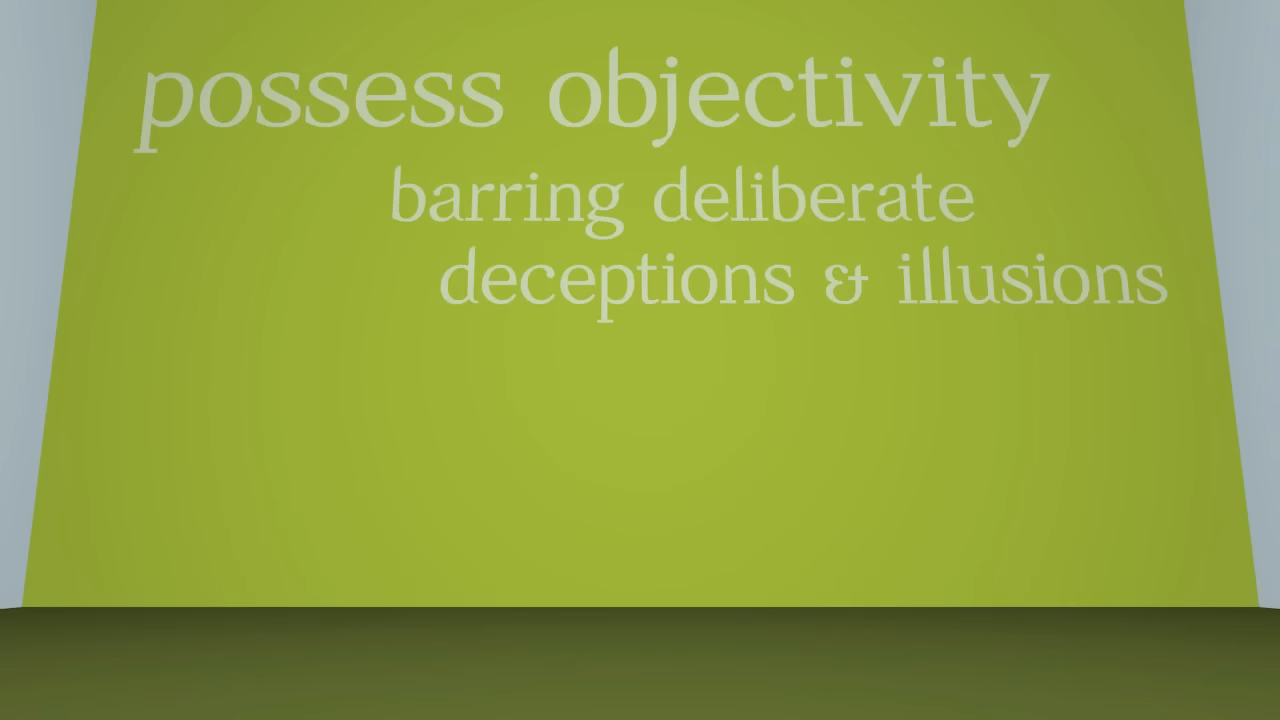 possess objectivity
barring deliberate
deceptions & illusions